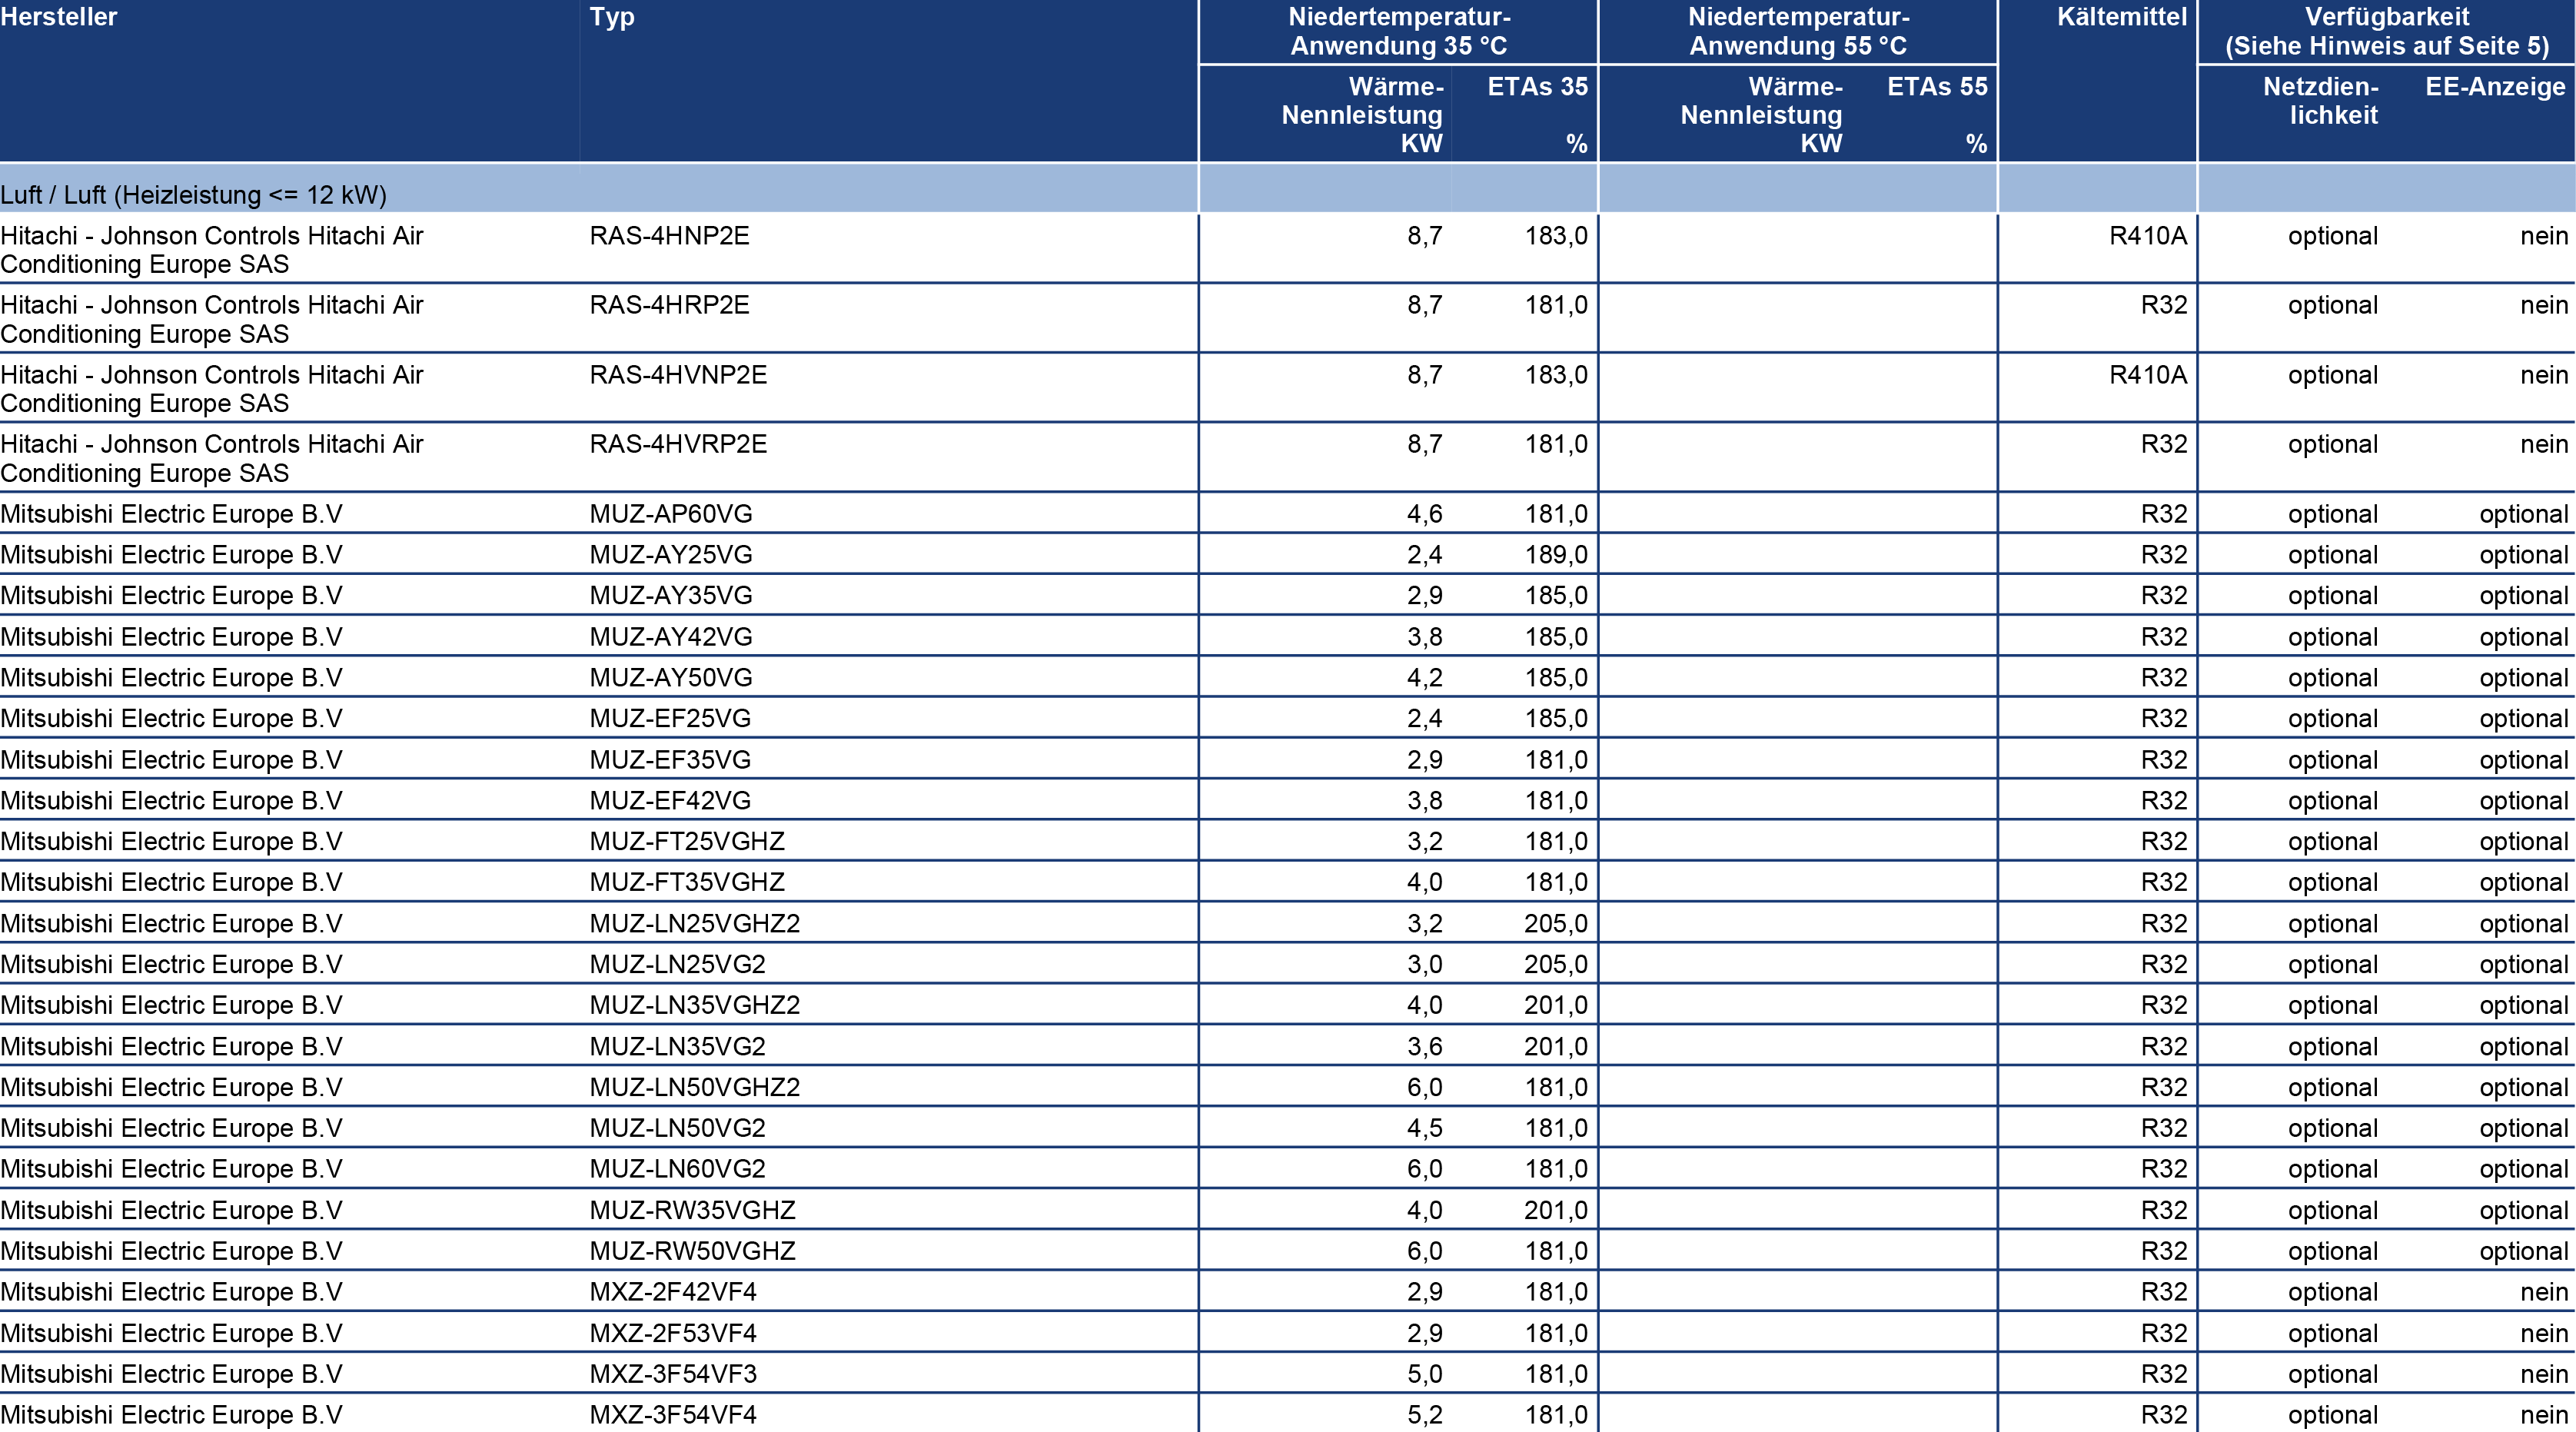 Hersteller Typ Niedertemperatur- Niedertemperatur- Kältemittel Verfügbarkeit
Anwendung 35 °C Anwendung 55 °C (Siehe Hinweis auf Seite 5)
Wärme- ETAs 35 Wärme- ETAs 55 Netzdien- EE-Anzeige
Nennleistung Nennleistung lichkeit
KW % KW %
Luft / Luft (Heizleistung <= 12 kW)
Hitachi - Johnson Controls Hitachi Air RAS-4HNP2E 8,7 183,0 R410A optional nein
Conditioning Europe SAS
Hitachi - Johnson Controls Hitachi Air RAS-4HRP2E 8,7 181,0 R32 optional nein
Conditioning Europe SAS
Hitachi - Johnson Controls Hitachi Air RAS-4HVNP2E 8,7 183,0 R410A optional nein
Conditioning Europe SAS
Hitachi - Johnson Controls Hitachi Air RAS-4HVRP2E 8,7 181,0 R32 optional nein
Conditioning Europe SAS
Mitsubishi Electric Europe B.V MUZ-AP60VG 4,6 181,0 R32 optional optional
Mitsubishi Electric Europe B.V MUZ-AY25VG 2,4 189,0 R32 optional optional
Mitsubishi Electric Europe B.V MUZ-AY35VG 2,9 185,0 R32 optional optional
Mitsubishi Electric Europe B.V MUZ-AY42VG 3,8 185,0 R32 optional optional
Mitsubishi Electric Europe B.V MUZ-AY50VG 4,2 185,0 R32 optional optional
Mitsubishi Electric Europe B.V MUZ-EF25VG 2,4 185,0 R32 optional optional
Mitsubishi Electric Europe B.V MUZ-EF35VG 2,9 181,0 R32 optional optional
Mitsubishi Electric Europe B.V MUZ-EF42VG 3,8 181,0 R32 optional optional
Mitsubishi Electric Europe B.V MUZ-FT25VGHZ 3,2 181,0 R32 optional optional
Mitsubishi Electric Europe B.V MUZ-FT35VGHZ 4,0 181,0 R32 optional optional
Mitsubishi Electric Europe B.V MUZ-LN25VGHZ2 3,2 205,0 R32 optional optional
Mitsubishi Electric Europe B.V MUZ-LN25VG2 3,0 205,0 R32 optional optional
Mitsubishi Electric Europe B.V MUZ-LN35VGHZ2 4,0 201,0 R32 optional optional
Mitsubishi Electric Europe B.V MUZ-LN35VG2 3,6 201,0 R32 optional optional
Mitsubishi Electric Europe B.V MUZ-LN50VGHZ2 6,0 181,0 R32 optional optional
Mitsubishi Electric Europe B.V MUZ-LN50VG2 4,5 181,0 R32 optional optional
Mitsubishi Electric Europe B.V MUZ-LN60VG2 6,0 181,0 R32 optional optional
Mitsubishi Electric Europe B.V MUZ-RW35VGHZ 4,0 201,0 R32 optional optional
Mitsubishi Electric Europe B.V MUZ-RW50VGHZ 6,0 181,0 R32 optional optional
Mitsubishi Electric Europe B.V MXZ-2F42VF4 2,9 181,0 R32 optional nein
Mitsubishi Electric Europe B.V MXZ-2F53VF4 2,9 181,0 R32 optional nein
Mitsubishi Electric Europe B.V MXZ-3F54VF3 5,0 181,0 R32 optional nein
Mitsubishi Electric Europe B.V MXZ-3F54VF4 5,2 181,0 R32 optional nein